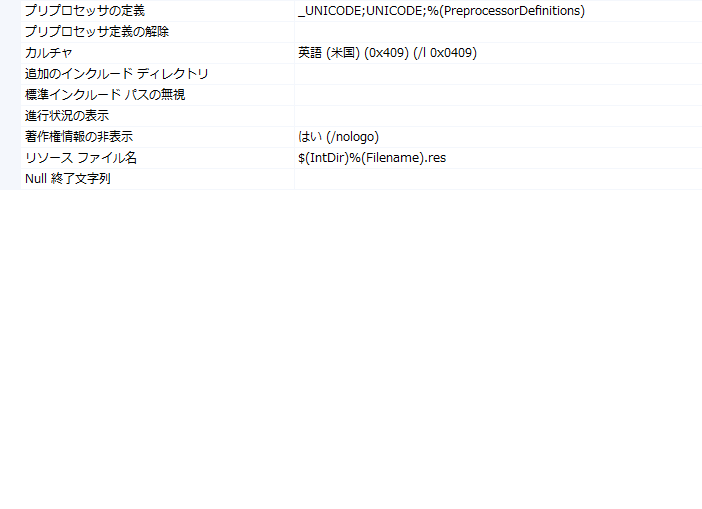 プリプロセッサの定義 _UNICODE;UNICODE;%(PreprocessorDefinitions)
プリプロセッサ定義の解除
カルチャ 英語 (米国) (0x409) (/l 0x0409)
追加のインクルード ディレクトリ
標準インクルード パスの無視
進行状況の表示
著作権情報の非表示 はい (/nologo)
リソース ファイル名 $(IntDir)%(Filename).res
Null 終了文字列